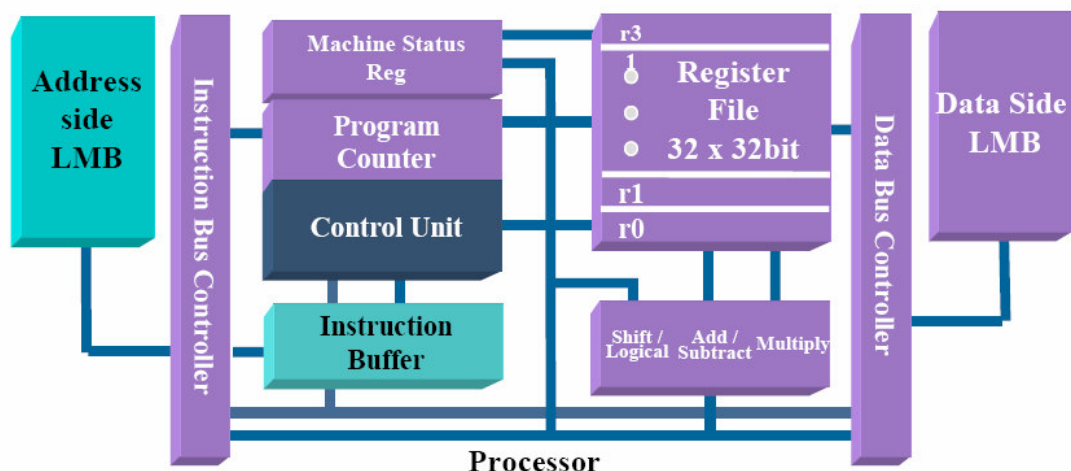 Address
side
LMB
Instruction Bus Controller
Machine Status
Reg
Program
Counter
Control Unit
Instruction
Buffer
r3
1
Register
File
32 x 32bit
r1
r0
Shift /
Logical
Add /
Subtract
Multiply
Data Bus Controller
Data Side
LMB
Processor